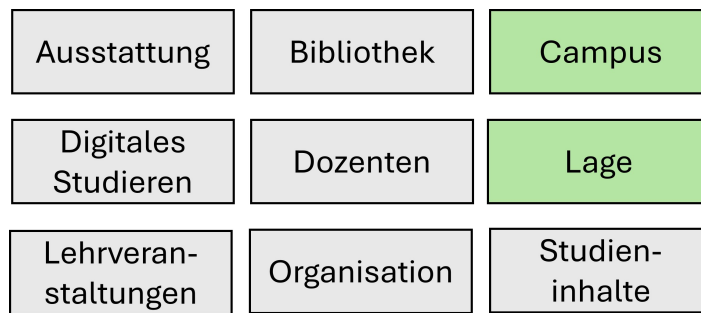 Ausstattung
Bibliothek
Campus
Digitales
Studieren
Dozenten
Lage
Lehrveran-
staltungen
Organisation
Studien-
inhalte